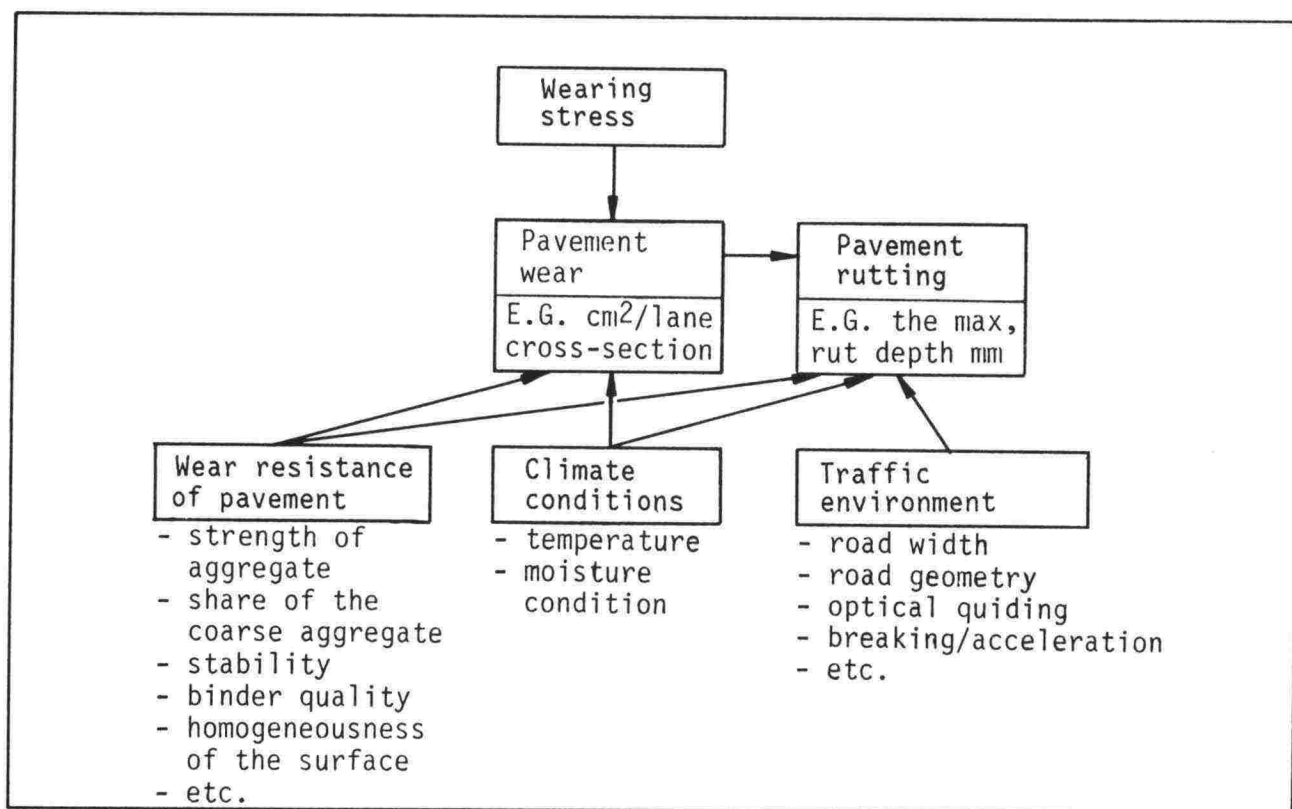 Wearing
stress
Pavement
wear
E.G. cm2/lane
cross-section
Pavement
rutting
E.G. the max,
rut depth mm
Wear resistance
of pavement
- strength of
aggregate
- share of the
coarse aggregate
- stability
- binder quality
- homogeneousness
of the surface
- etc.
Climate
conditions
- temperature
- moisture
condition
Traffic
environment
- road width
- road geometry
- optical quiding
- breaking/acceleration
- etc.